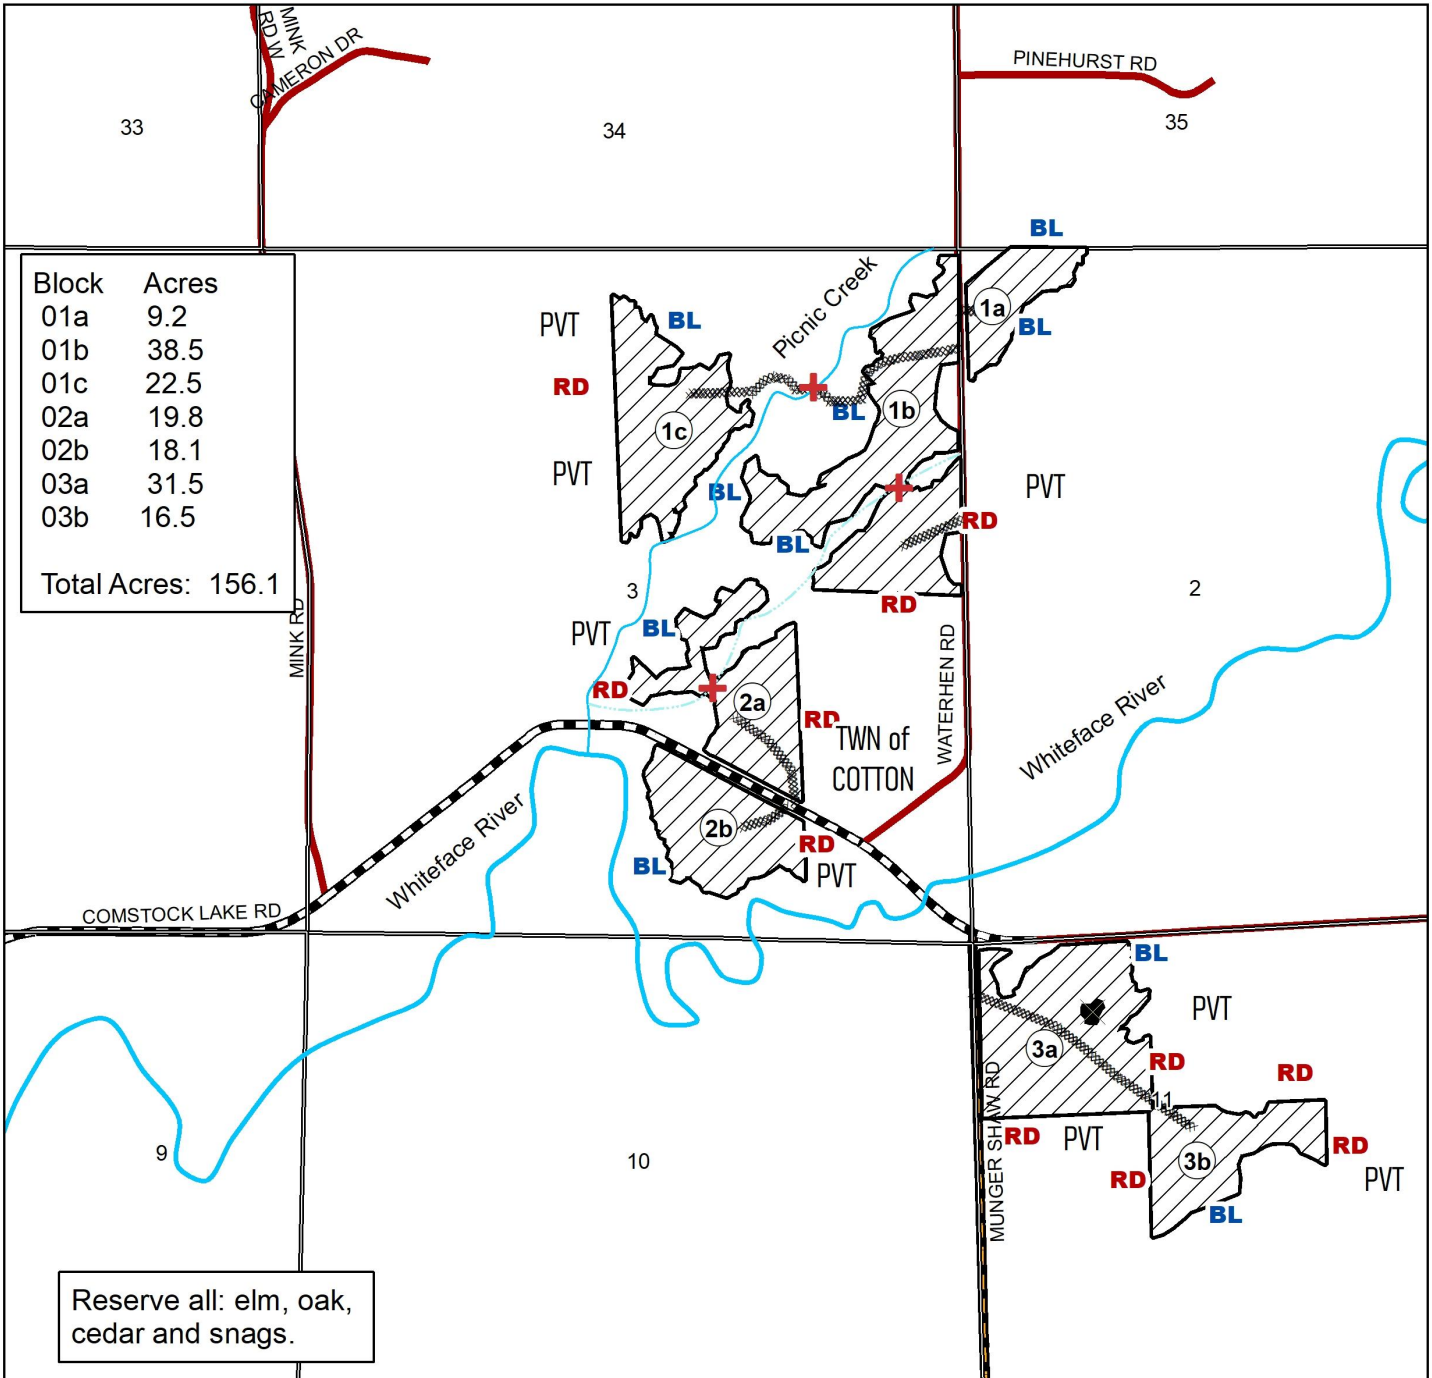 MINK
RD W
CAMERON DR
PINEHURST RD
33
34
35
BL
Block Acres
01a 9.2
01b 38.5
01c 22.5
02a 19.8
02b 18.1
03a 31.5
03b 16.5
Total Acres: 156.1
Picnic Creek
PVT
BL
1a
BL
RD
BL
1b
1c
PVT
BL
PVT
RD
BL
3
2
RD
PVT
BL
MINK RD
WATERHEN RD
RD
2a
RD
TWN of
COTTON
Whiteface River
Whiteface River
2b
RD
BL
PVT
COMSTOCK LAKE RD
BL
PVT
3a
RD
RD
11
MUNGER SHAW RD
RD
PVT
RD
9
10
3b
RD
PVT
BL
Reserve all: elm, oak,
cedar and snags.